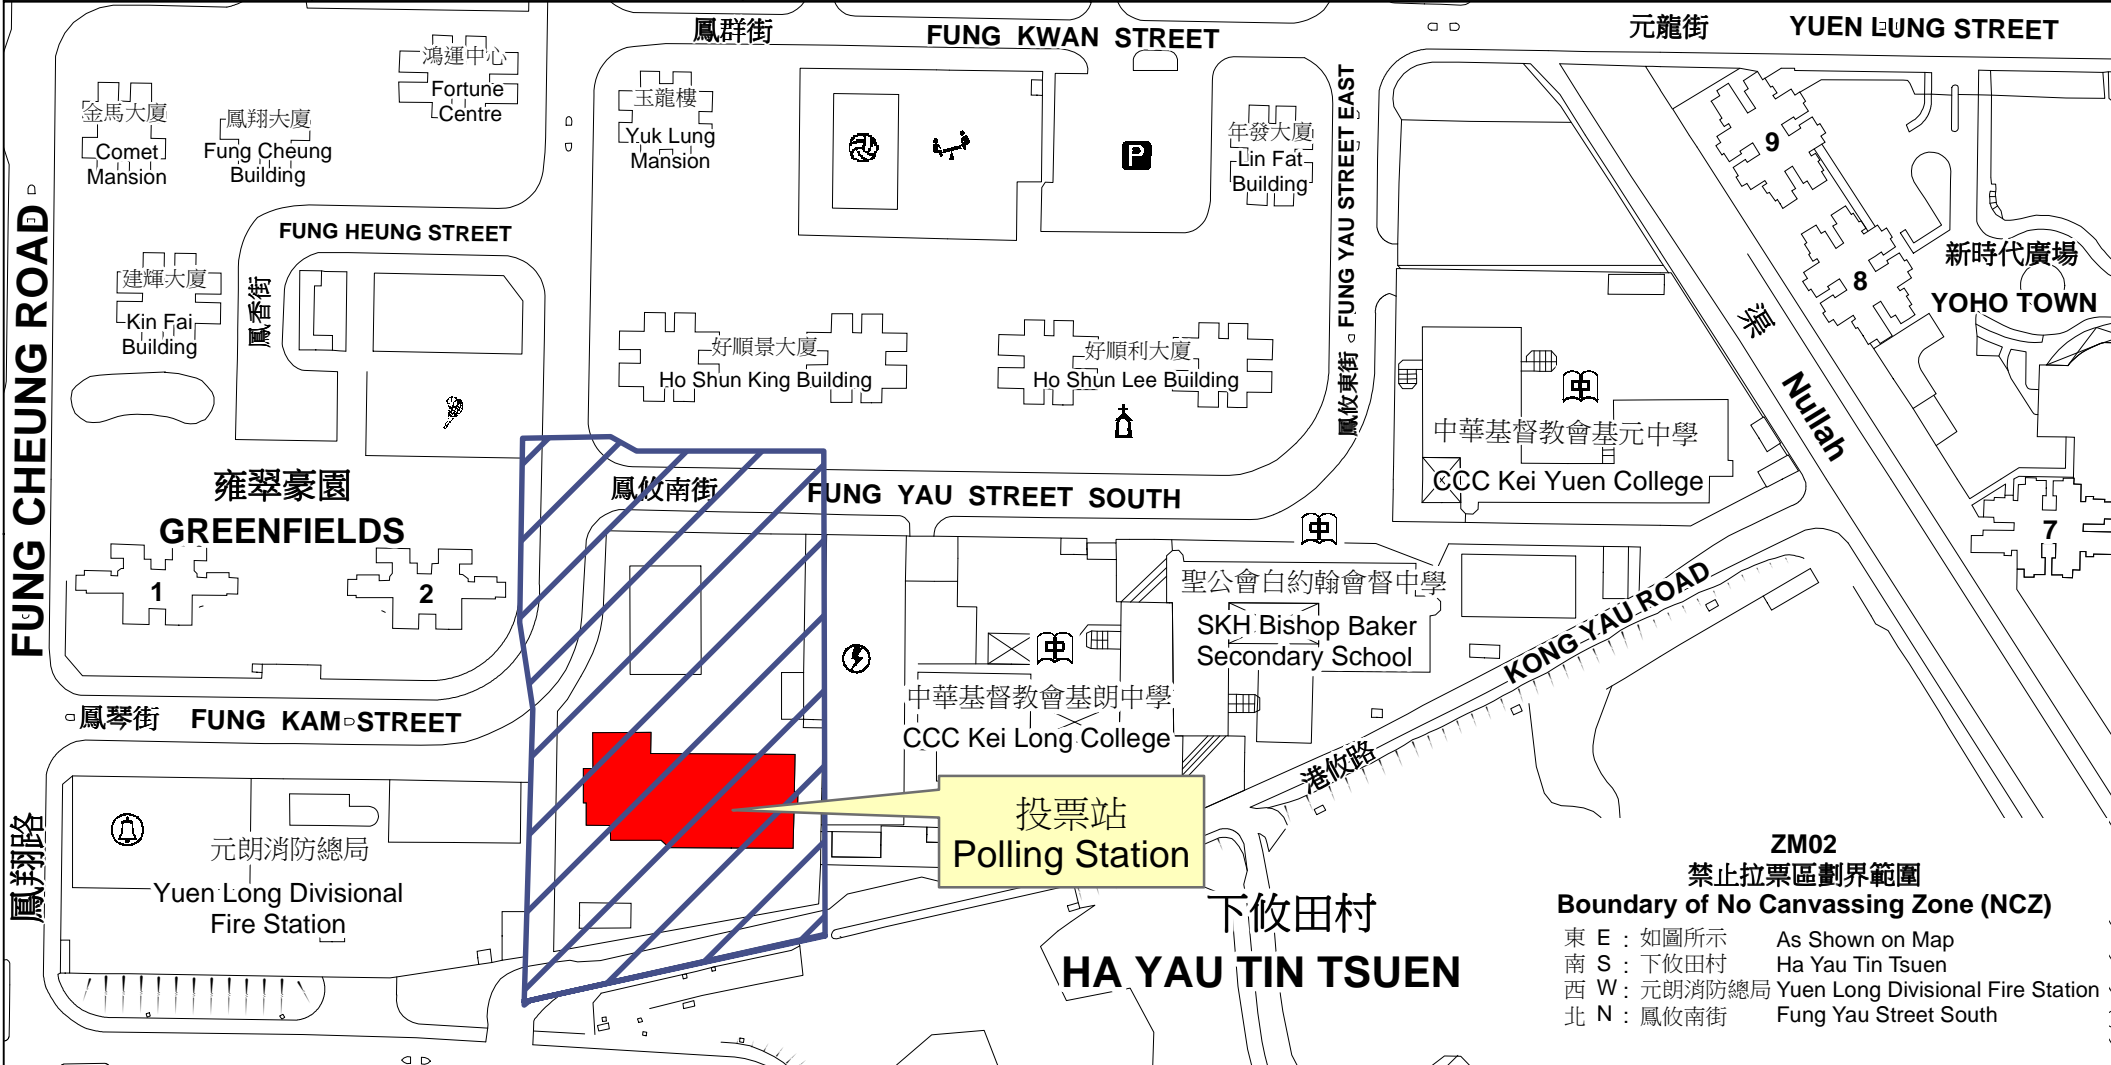 鳳群街
FUNG KWAN STREET
元龍街
YUEN LUNG STREET
鴻運中心
Fortune
Centre
金馬大廈
Comet
Mansion
鳳翔大廈
Fung Cheung
Building
玉龍樓
Yuk Lung
Mansion
P
年發大廈
Lin Fat
Building
FUNG YAU STREET EAST
鳳攸東街
9
8
7
新時代廣場
YOHO TOWN
FUNG CHEUNG ROAD
鳳翔路
FUNG HEUNG STREET
鳳香街
建輝大廈
Kin Fai
Building
好順景大廈
Ho Shun King Building
好順利大廈
Ho Shun Lee Building
渠
Nullah
中
中華基督教會基元中學
CCC Kei Yuen College
雍翠豪園
GREENFIELDS
1
2
鳳攸南街
FUNG YAU STREET SOUTH
中
聖公會白約翰會督中學
SKH Bishop Baker
Secondary School
中
中華基督教會基朗中學
CCC Kei Long College
KONG YAU ROAD
港攸路
鳳琴街
FUNG KAM STREET
元朗消防總局
Yuen Long Divisional
Fire Station
投票站
Polling Station
下攸田村
HA YAU TIN TSUEN
ZM02
禁止拉票區劃界範圍
Boundary of No Canvassing Zone (NCZ)
東 E : 如圖所示 As Shown on Map
南 S : 下攸田村 Ha Yau Tin Tsuen
西 W : 元朗消防總局 Yuen Long Divisional Fire Station
北 N : 鳳攸南街 Fung Yau Street South